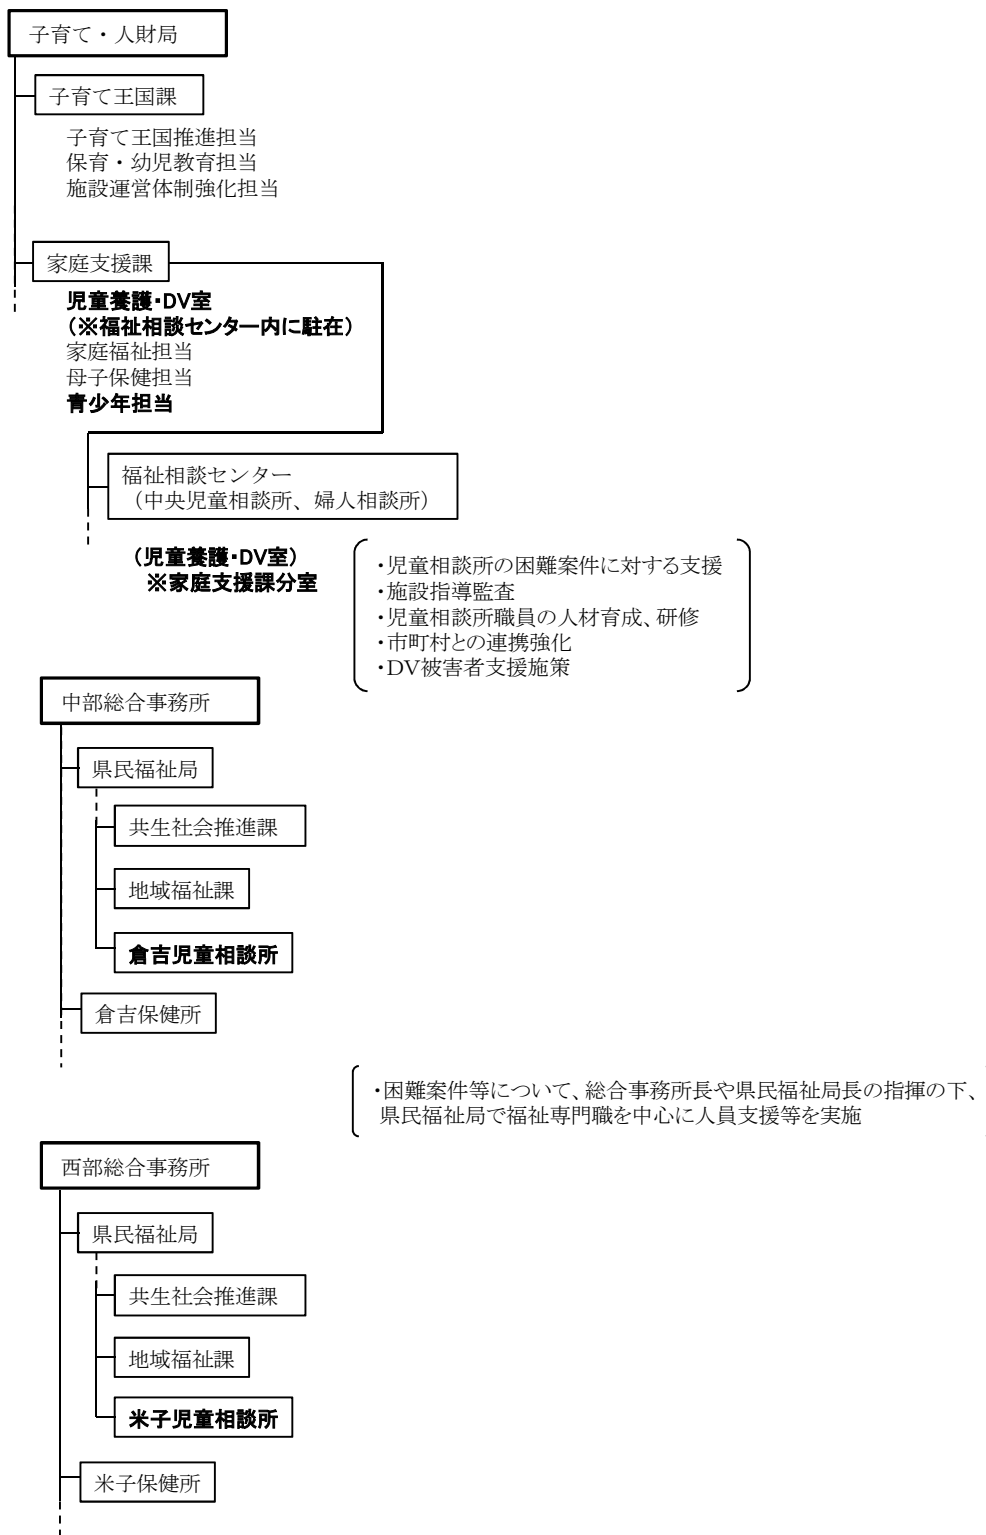 子育て・人財局
子育て王国課
子育て王国推進担当
保育・幼児教育担当
施設運営体制強化担当
家庭支援課
児童養護・DV室
(※福祉相談センター内に駐在)
家庭福祉担当
母子保健担当
青少年担当
福祉相談センター
(中央児童相談所、婦人相談所)
(児童養護・DV室)
※家庭支援課分室
・児童相談所の困難案件に対する支援
・施設指導監査
・児童相談所職員の人材育成、研修
・市町村との連携強化
・DV被害者支援施策
中部総合事務所
県民福祉局
共生社会推進課
地域福祉課
倉吉児童相談所
倉吉保健所
・困難案件等について、総合事務所長や県民福祉局長の指揮の下、
県民福祉局で福祉専門職を中心に人員支援等を実施
西部総合事務所
県民福祉局
共生社会推進課
地域福祉課
米子児童相談所
米子保健所